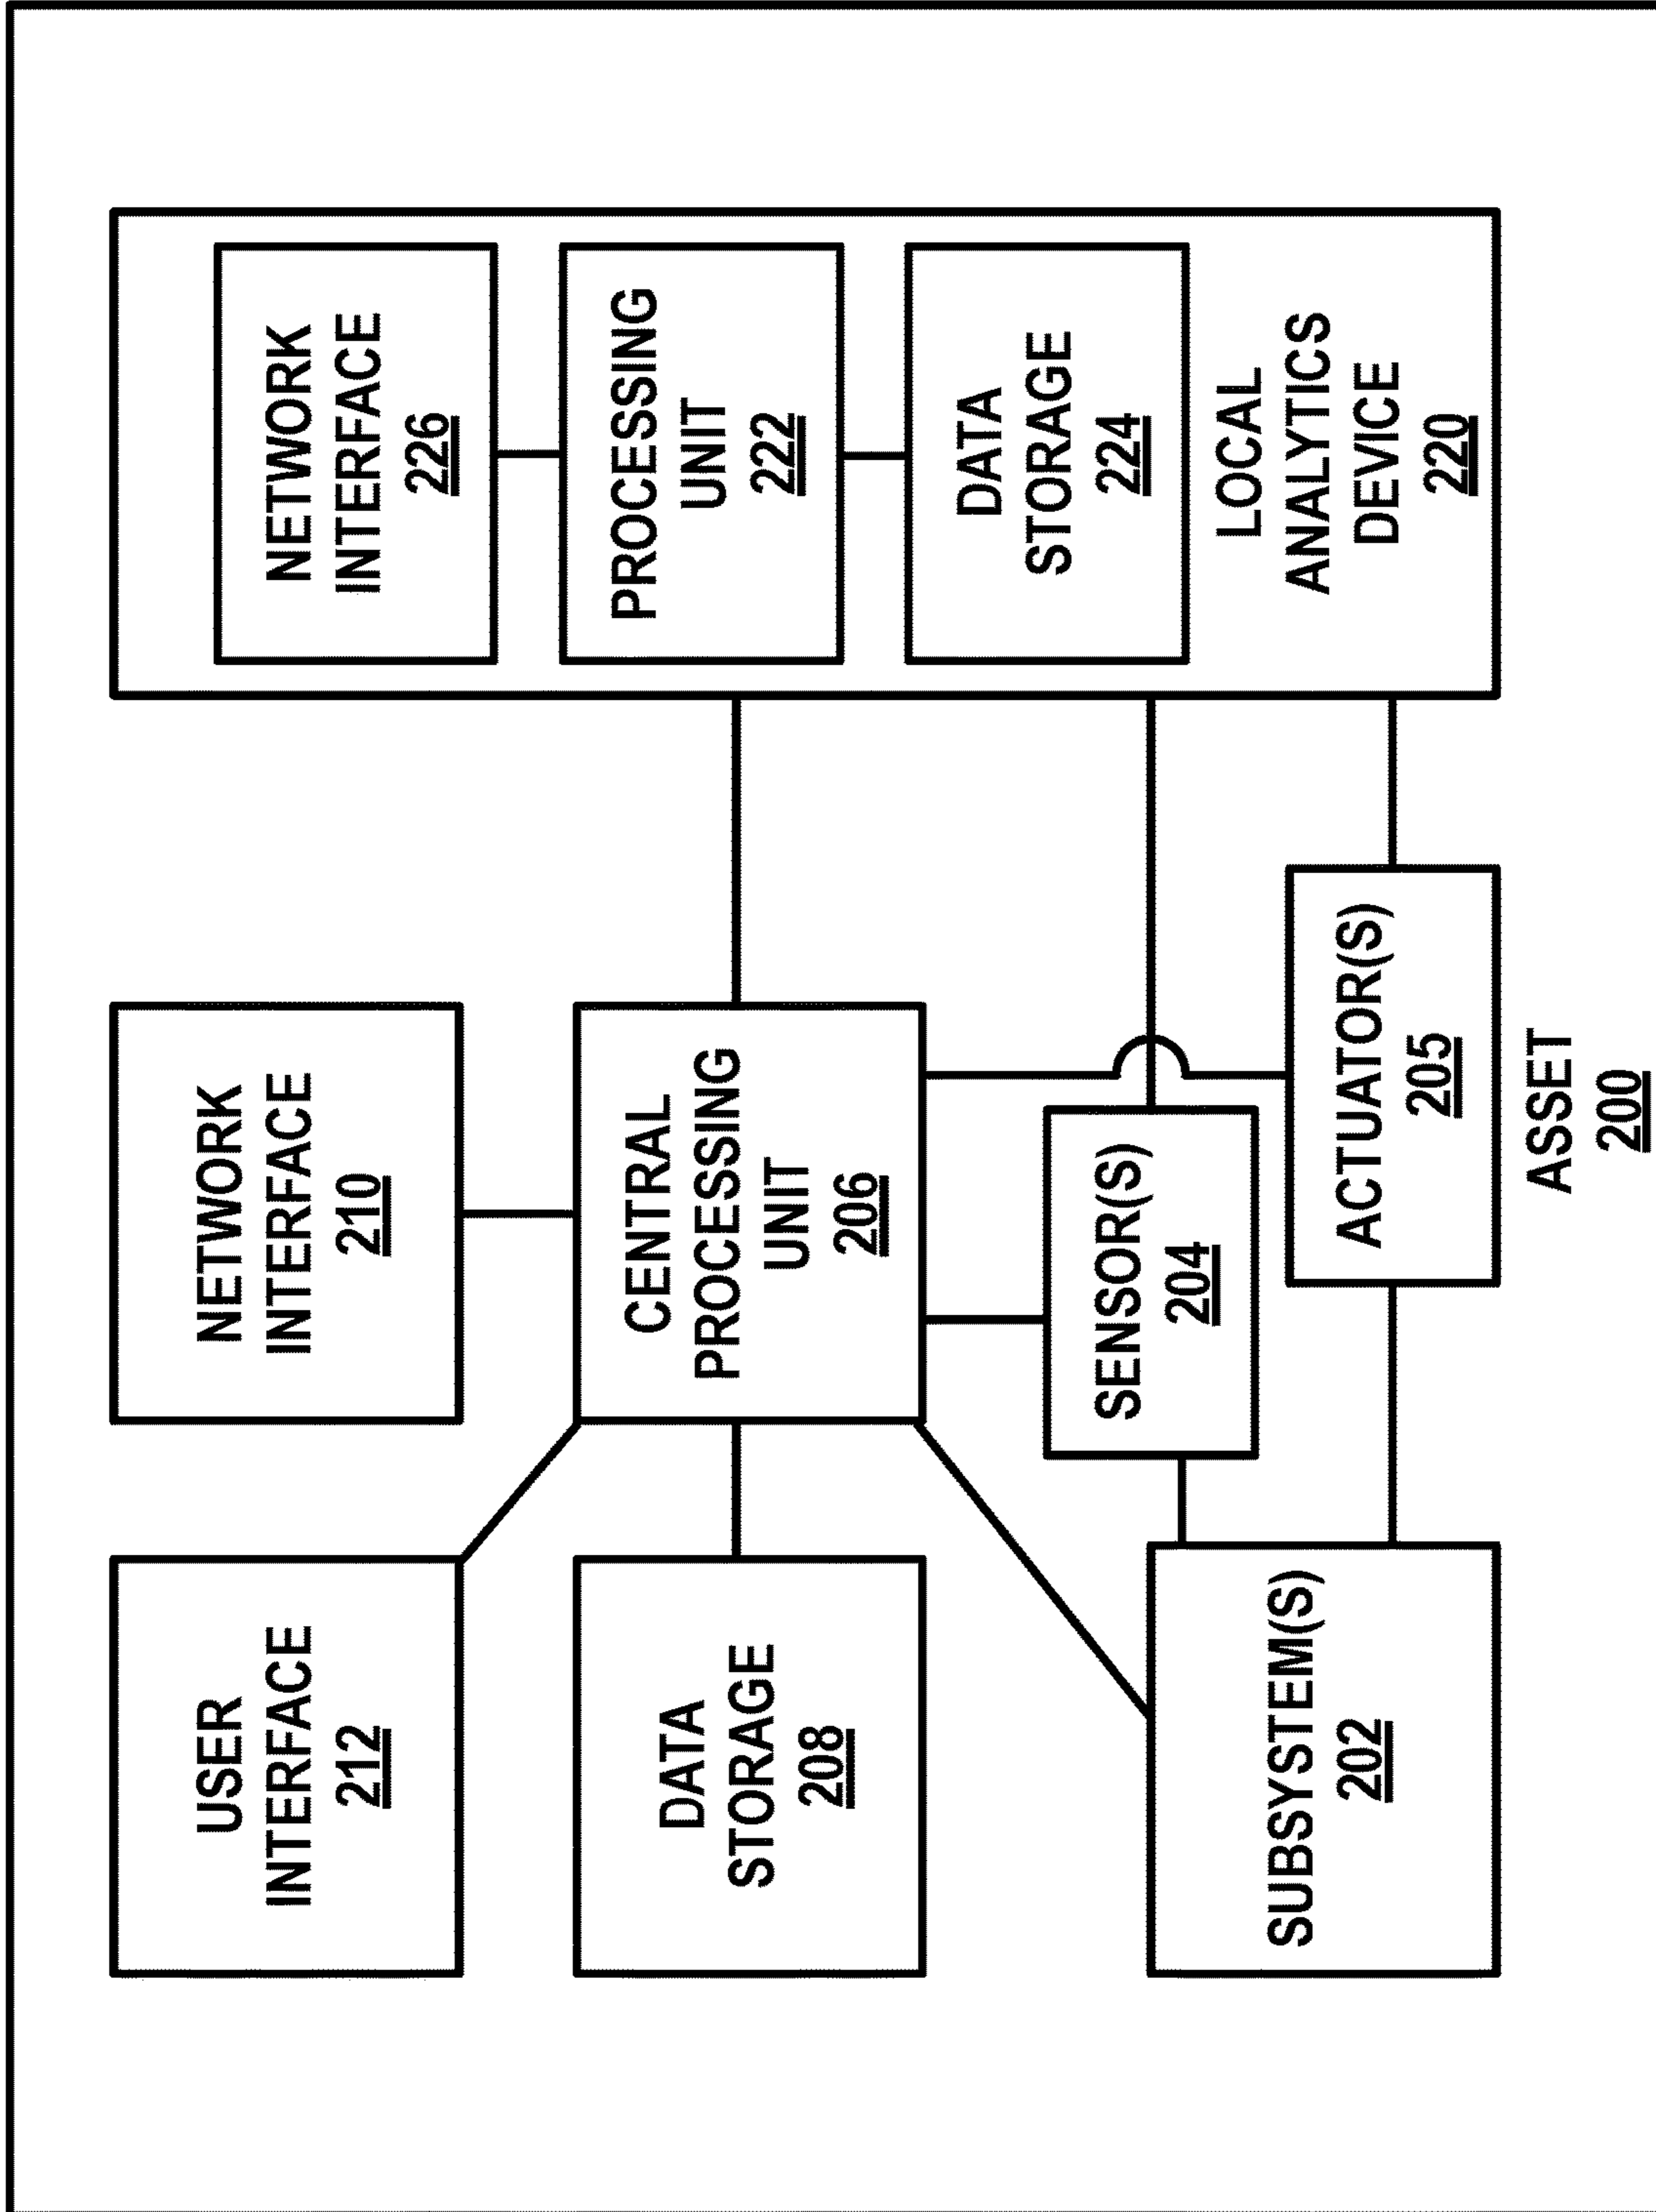 USER
INTERFACE
212
NETWORK
INTERFACE
210
NETWORK
INTERFACE
226
DATA
STORAGE
208
CENTRAL
PROCESSING
UNIT
206
PROCESSING
UNIT
222
DATA
STORAGE
224
SENSOR(S)
204
SUBSYSTEM(S)
202
ACTUATOR(S)
205
LOCAL
ANALYTICS
DEVICE
220
ASSET
200